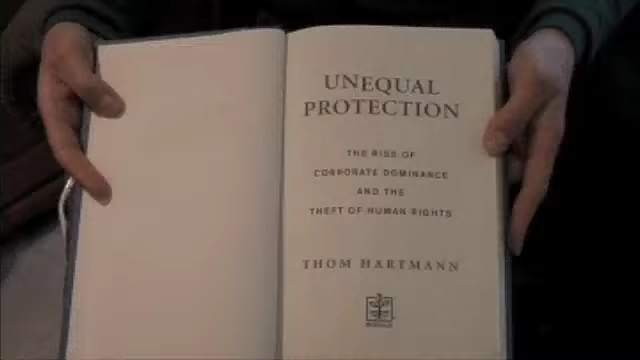 UNEQUAL
PROTECTION
THE RISE OF
CORPORATE DOMINANCE
AND THE
THEFT OF HUMAN RIGHTS
THOM HARTMANN